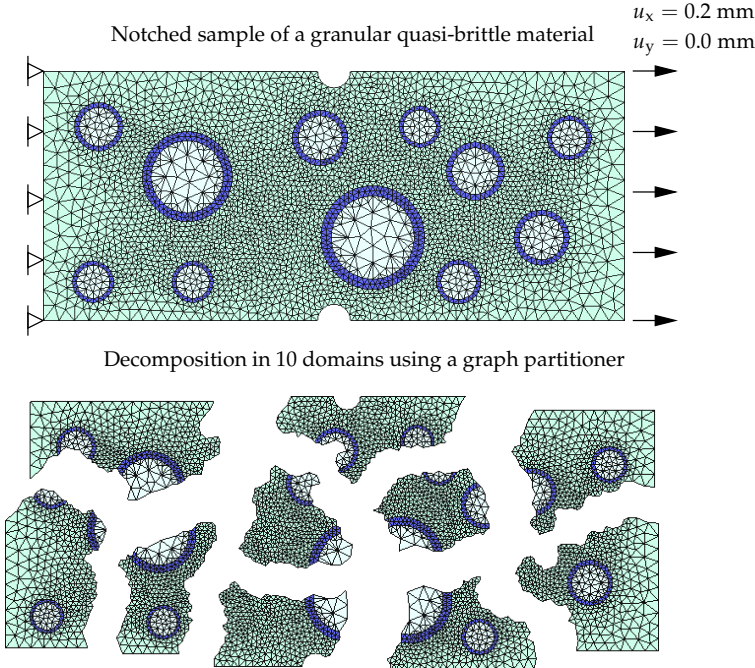 u_x = 0.2 mm
Notched sample of a granular quasi-brittle material
u_y = 0.0 mm
Decomposition in 10 domains using a graph partitioner